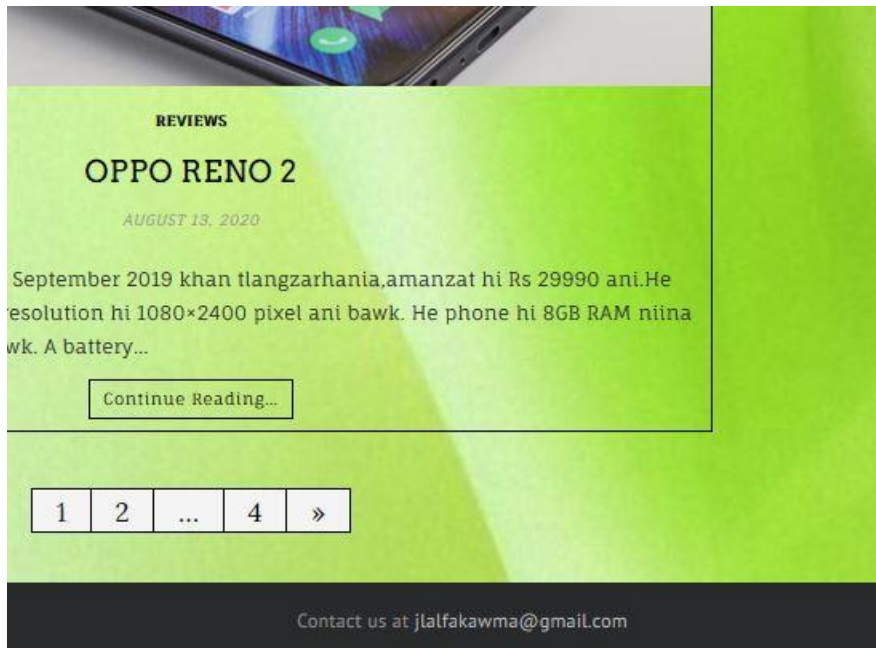 REVIEWS
OPPO RENO 2
AUGUST 13, 2020
September 2019 khan tlangzarhania,amanzat hi Rs 29990 ani.He
esolution hi 1080×2400 pixel ani bawk. He phone hi 8GB RAM niina
wk. A battery...
Continue Reading...
1 2 ... 4 »
Contact us at jlalfakawma@gmail.com